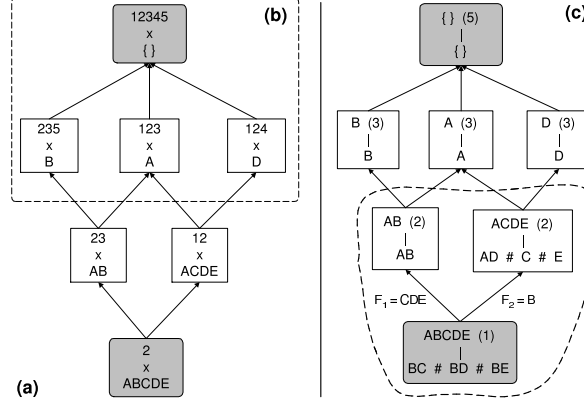 (b)
12345
x
{ }
235
x
B
123
x
A
124
x
D
23
x
AB
12
x
ACDE
2
x
ABCDE
(a)
(c)
{ } (5)
{ }
B (3)
B
A (3)
A
D (3)
D
AB (2)
AB
ACDE (2)
AD # C # E
F1=CDE
F2=B
ABCDE (1)
BC # BD # BE